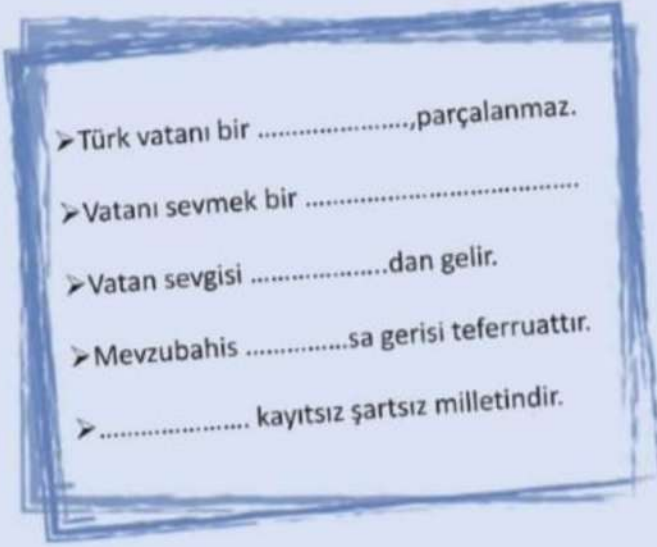 ➢Türk vatanı bir ......................,parçalanmaz.
➢Vatanı sevmek bir ........................................
➢Vatan sevgisi ....................dan gelir.
➢Mevzubahis ...............sa gerisi teferruattır.
➢...................... kayıtsız şartsız milletindir.